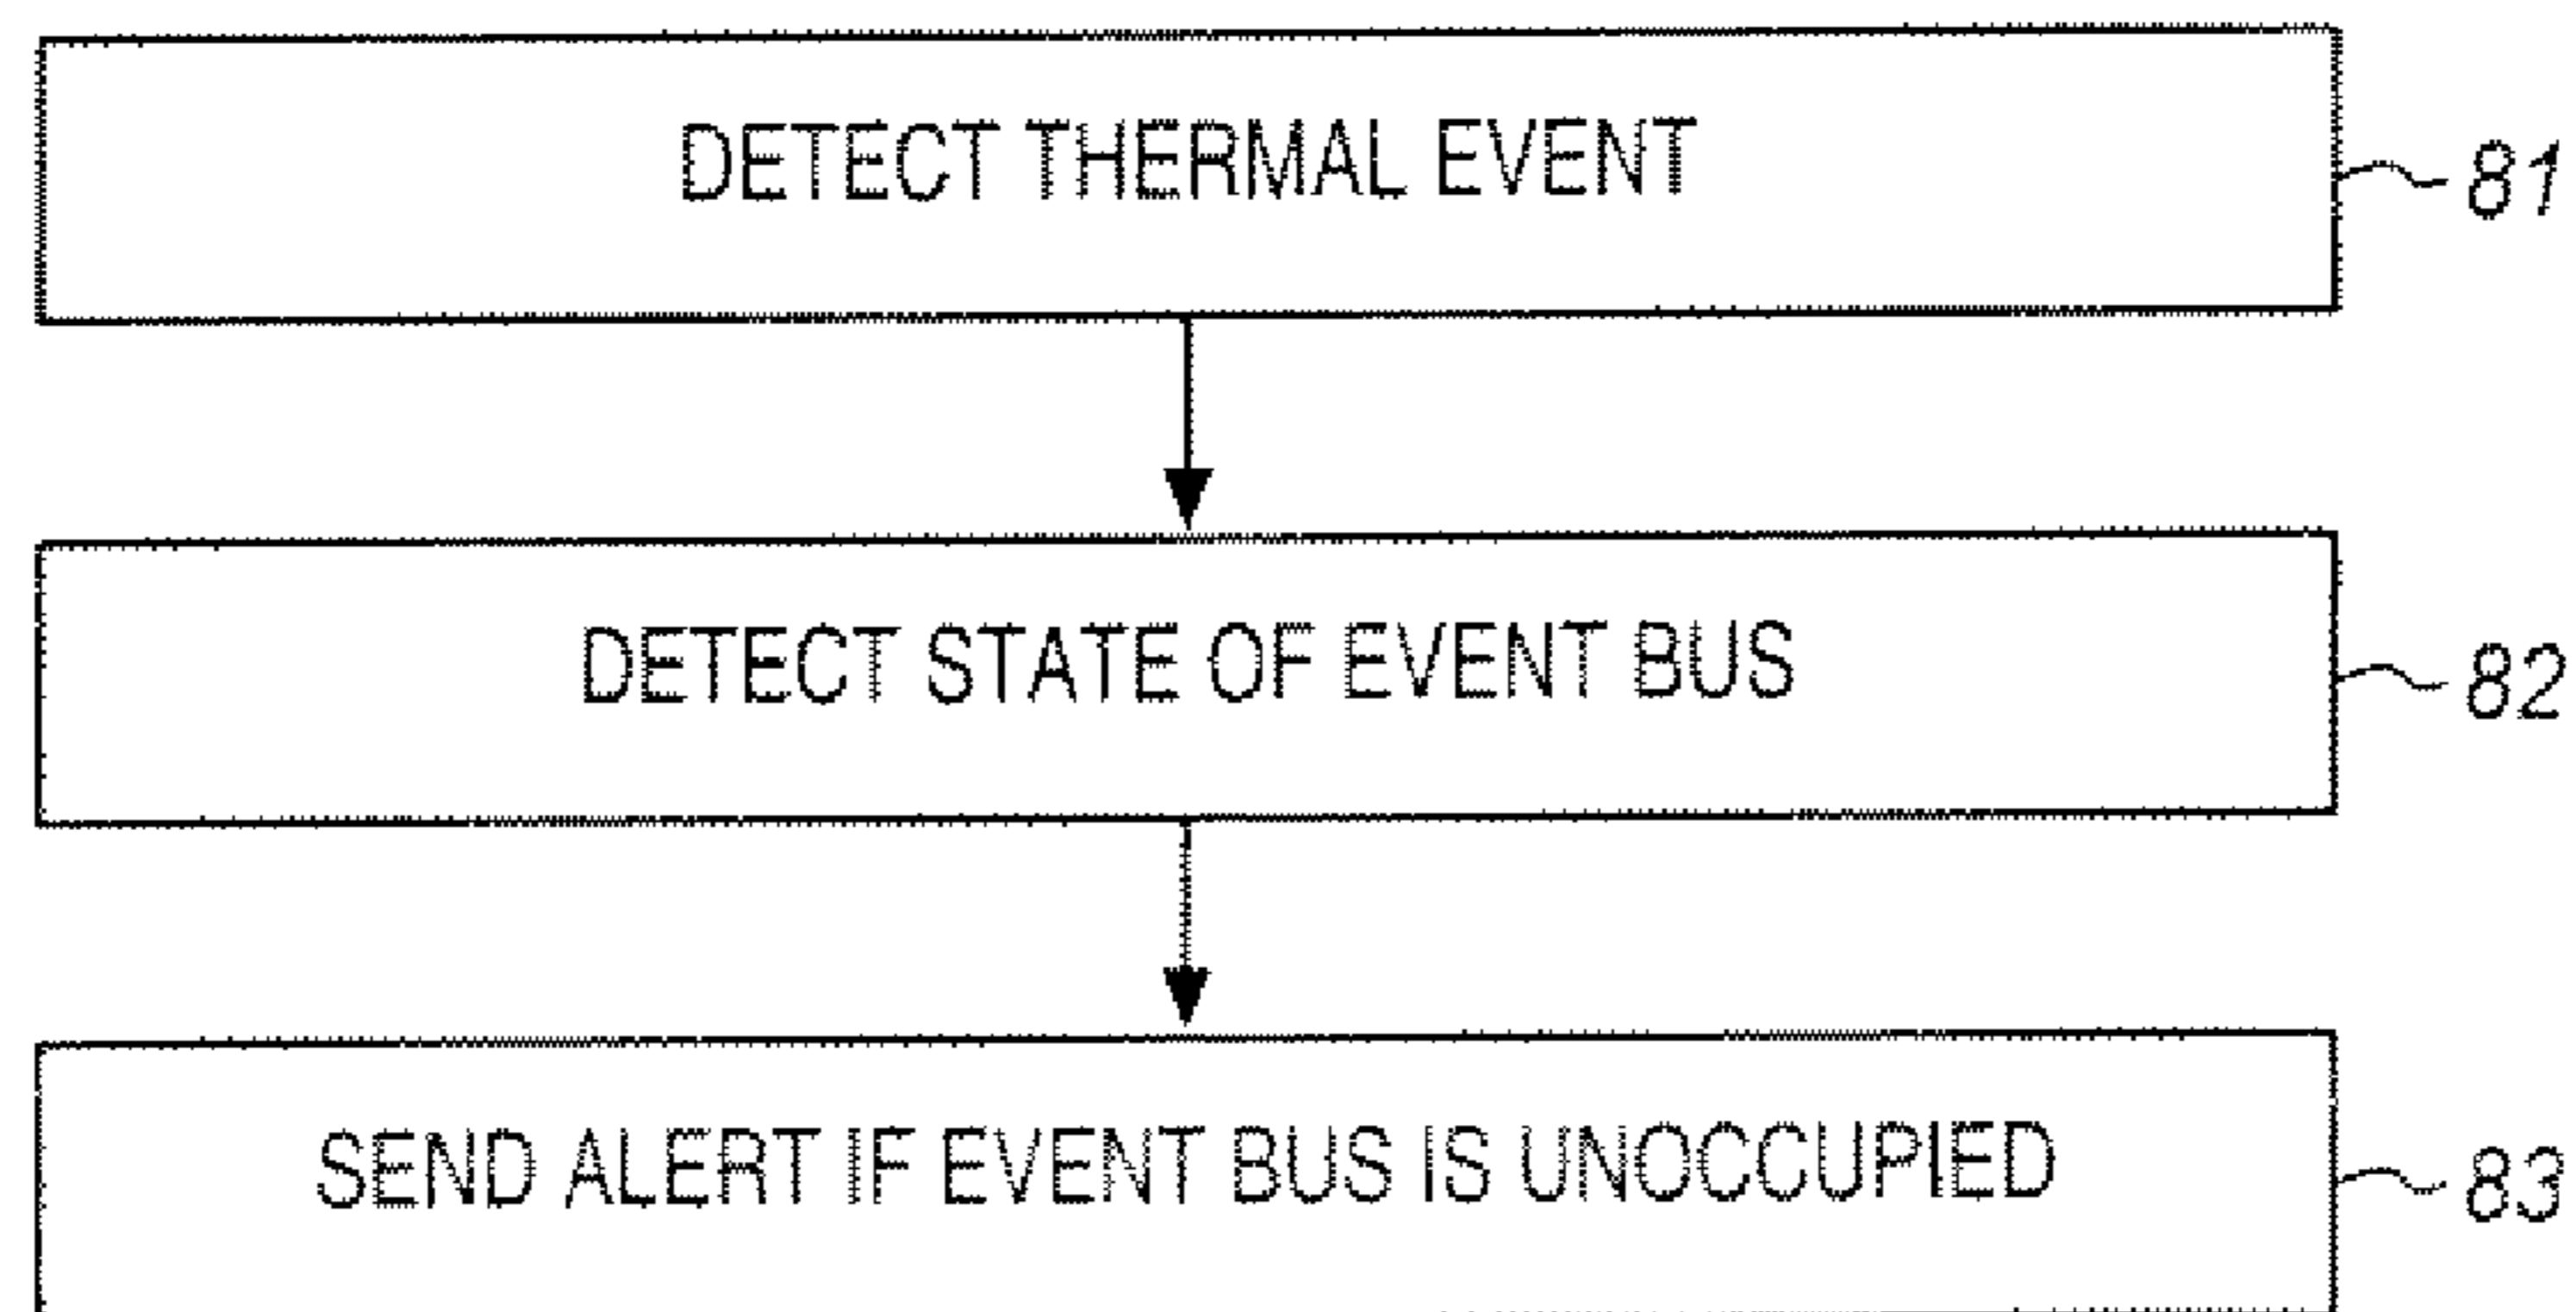 DETECT THERMAL EVENT
81
DETECT STATE OF EVENT BUS
82
SEND ALERT IF EVENT BUS IS UNOCCUPIED
83